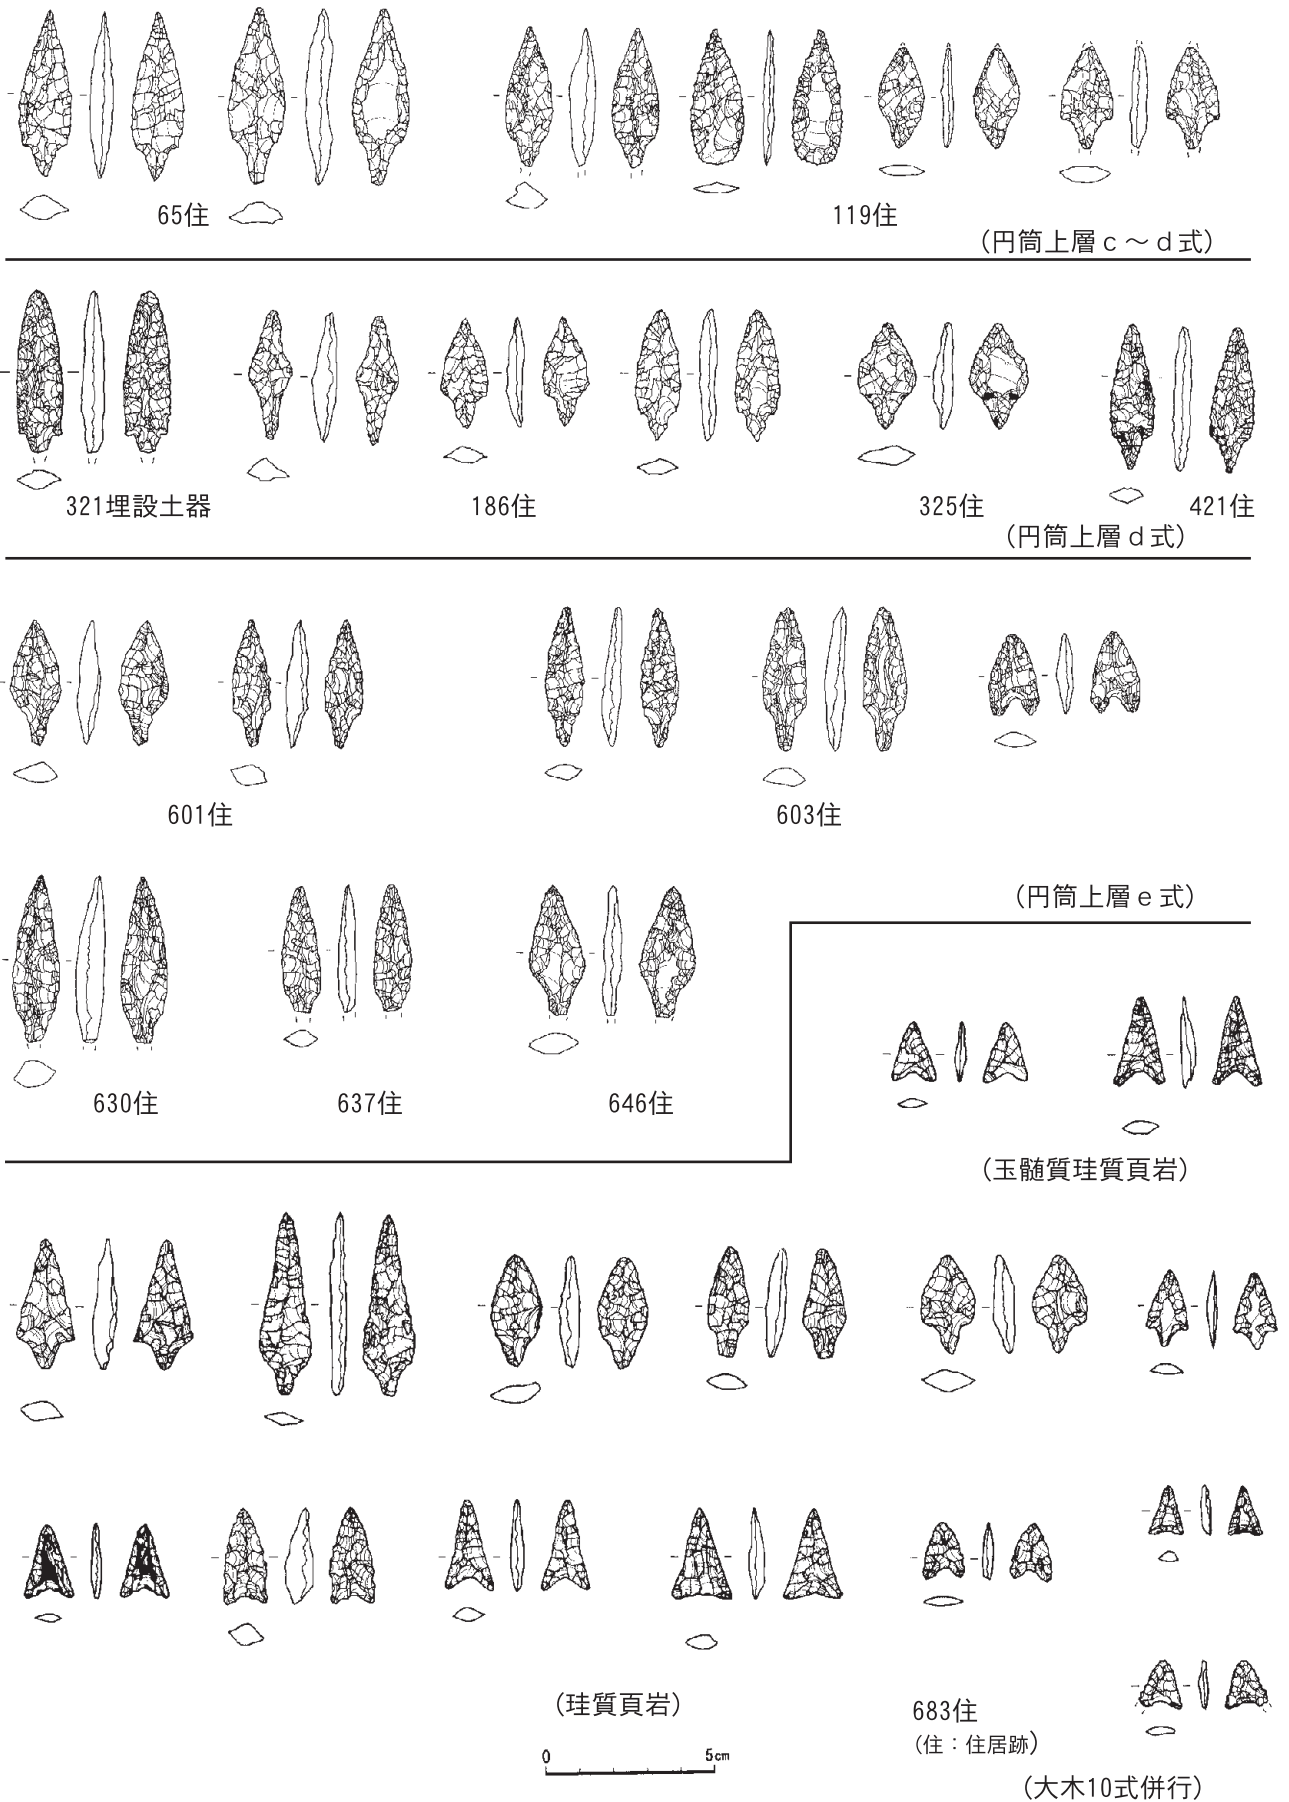 65住
119住
(円筒上層c～d式)
321埋設土器
186住
325住
421住
(円筒上層d式)
601住
603住
(円筒上層e式)
630住
637住
646住
(玉髄質珪質頁岩)
(珪質頁岩)
0 5cm
683住
(住：住居跡)
(大木10式併行)